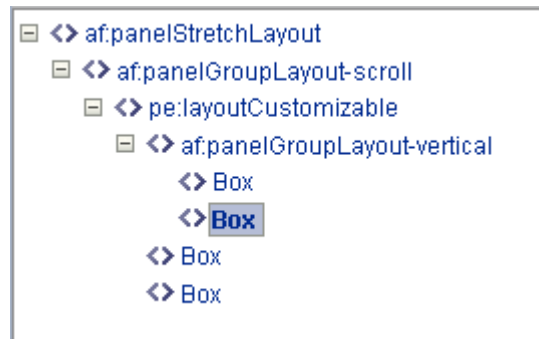 af:panelStretchLayout
af:panelGroupLayout-scroll
pe:layoutCustomizable
af:panelGroupLayout-vertical
Box
Box
Box
Box